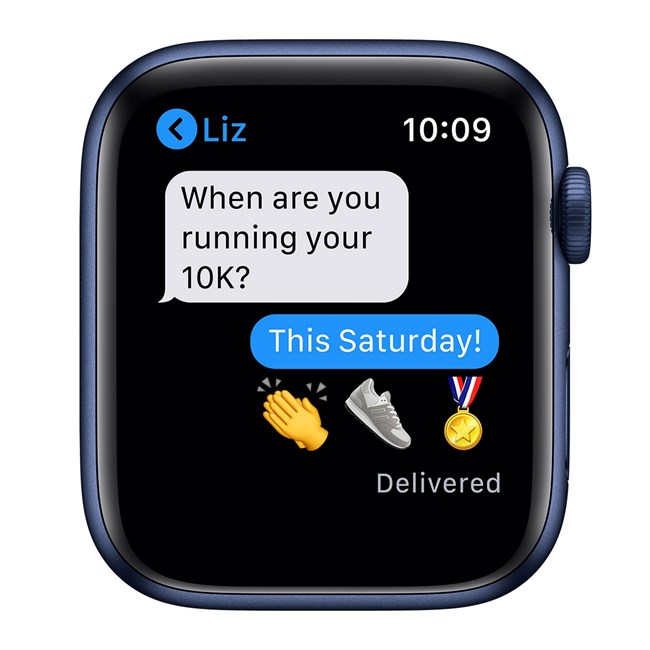 Liz
10:09
When are you
running your
10K?
This Saturday!
Delivered